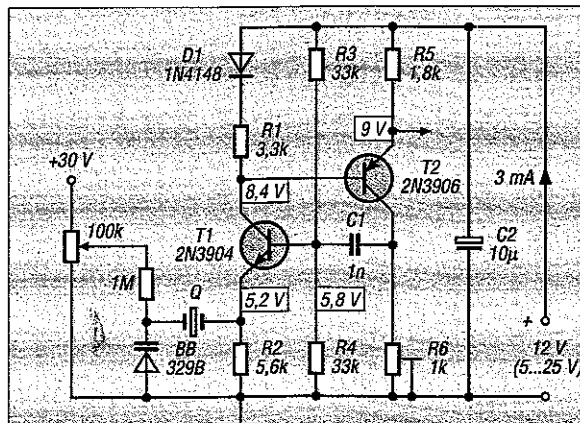 D1
1N4148
R3
33k
R5
1,8k
9 V
R1
3,3k
+30 V
T2
2N3906
3 mA
8,4 V
100k
T1
2N3904
C1
1n
C2
10µ
1M
Q
5,2 V
5,8 V
+
BB
329B
R2
5,6k
R4
33k
R6
1k
12 V
(5...25 V)